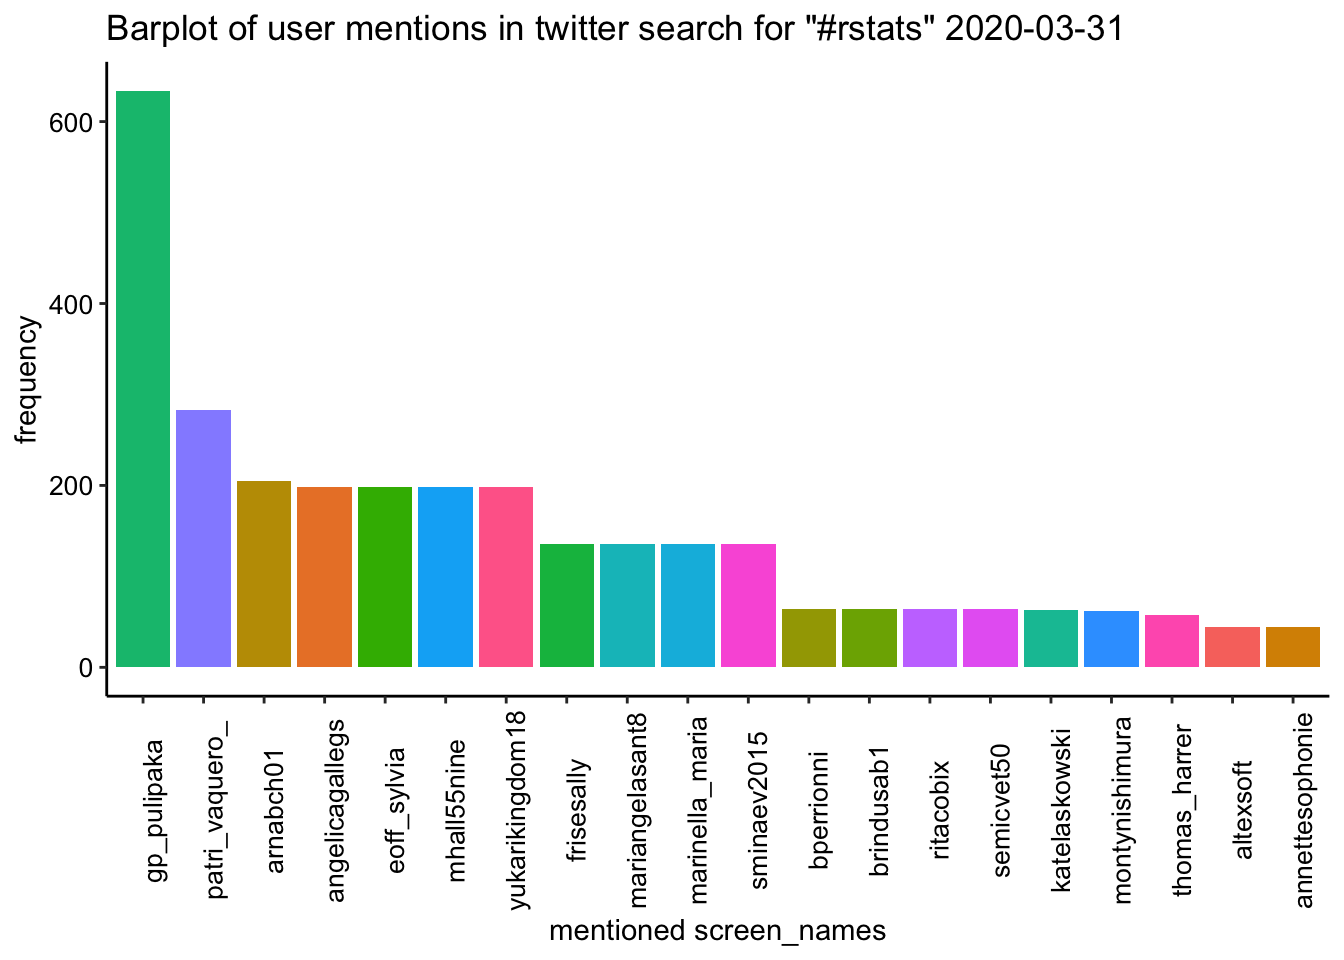 Barplot of user mentions in twitter search for "#rstats" 2020-03-31
frequency
600
400
200
0
gp_pulipaka
patri_vaquero_
arnabch01
angelicagallegs
eoff_sylvia
mhall55nine
yukarikingdom18
frisesally
mariangelasant8
marinella_maria
sminaev2015
bperrionni
brindusab1
ritacobix
semicvet50
katelaskowski
montynishimura
thomas_harrer
altexsoft
annettesophonie
mentioned screen_names